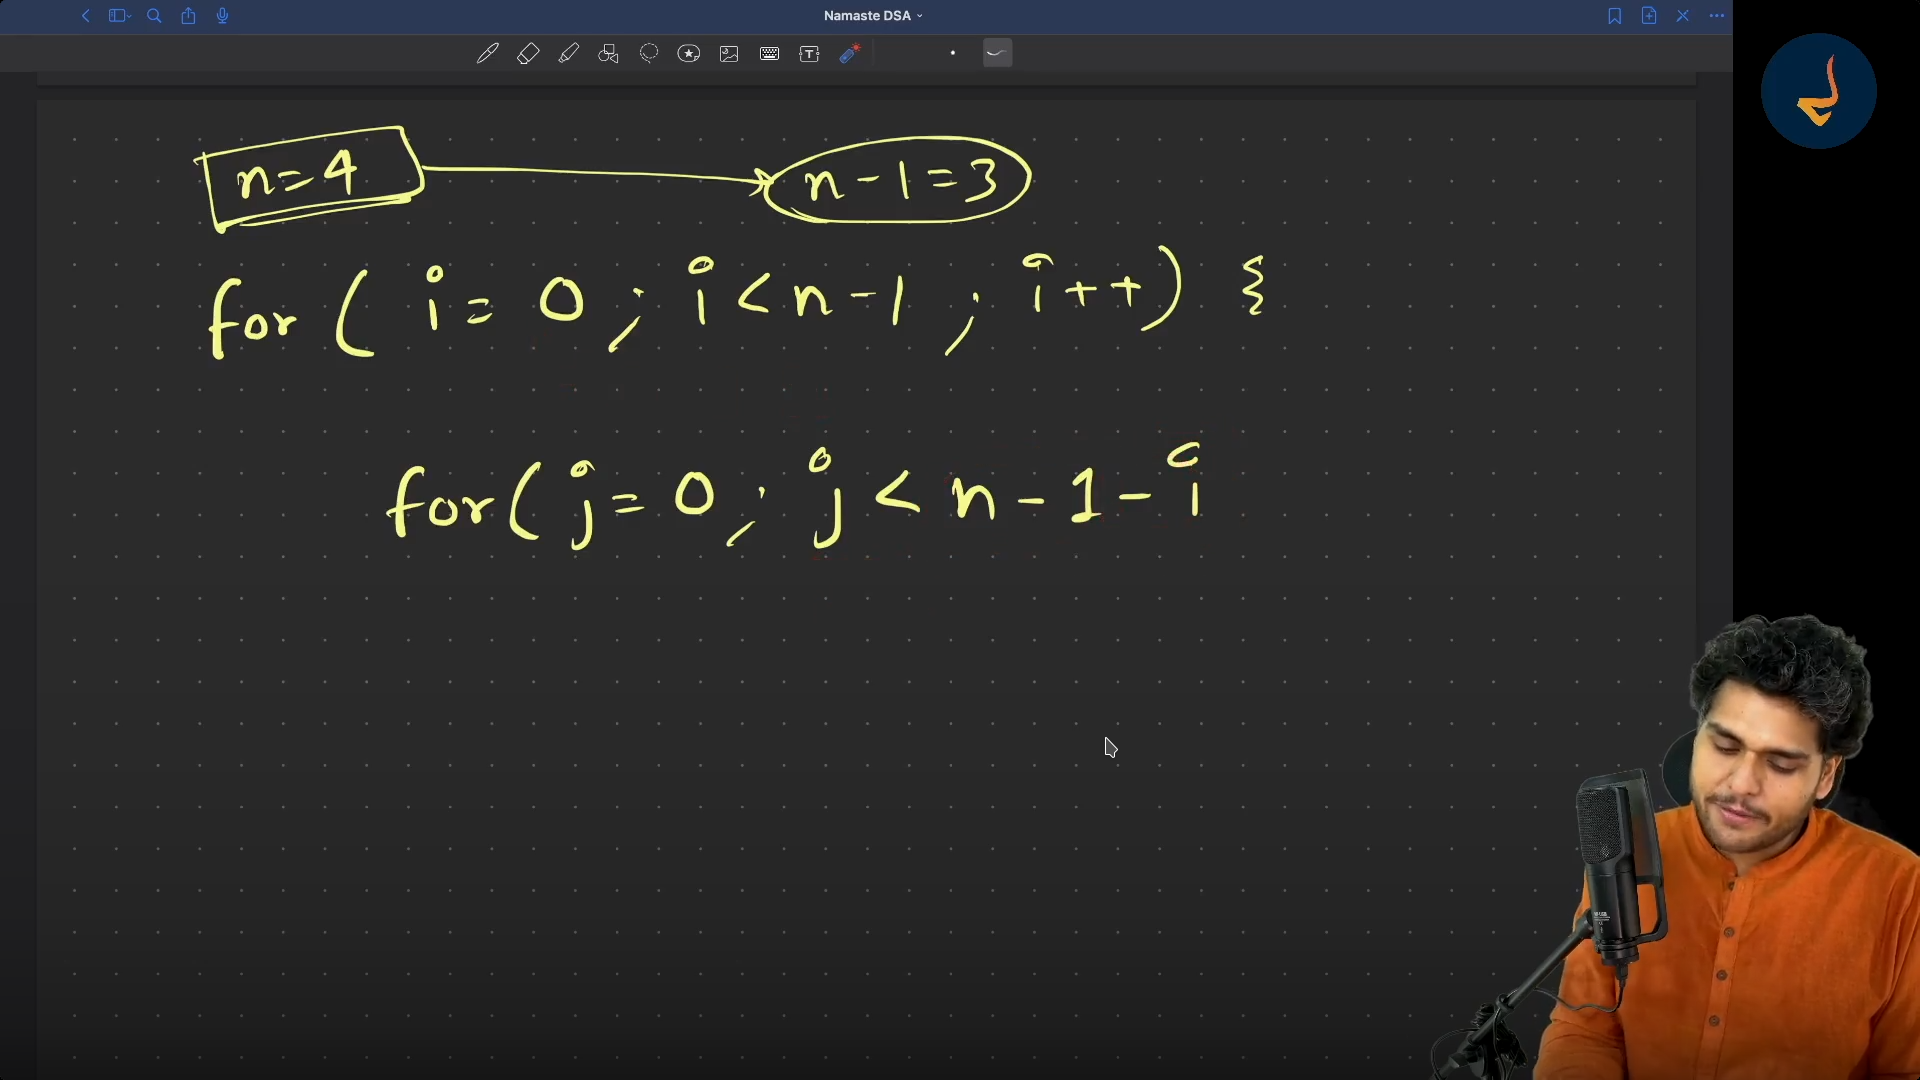 Namaste DSA
n=4 n-1=3
for ( i = 0 ; i < n-1 ; i++) {
for( j = 0 ; j < n - 1 - i